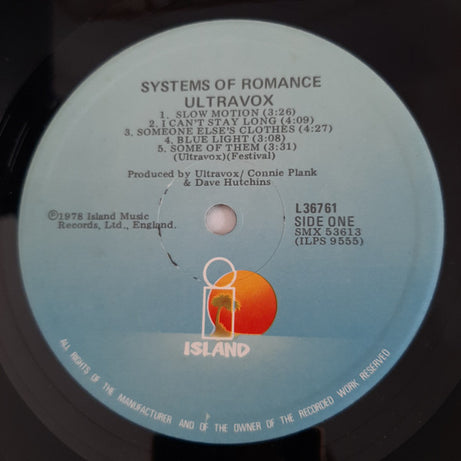 SYSTEMS OF ROMANCE
ULTRAVOX
1. SLOW MOTION (3:26)
2. I CAN'T STAY LONG (4:09)
3. SOMEONE ELSE'S CLOTHES (4:27)
4. BLUE LIGHT (3:08)
5. SOME OF THEM (3:31)
(Ultravox)(Festival)
Produced by Ultravox/ Connie Plank
& Dave Hutchins
Ⓟ1978 Island Music
Records, Ltd., England.
L36761
SIDE ONE
SMX 53613
(ILPS 9555)
ISLAND
ALL RIGHTS OF THE MANUFACTURER AND OF THE OWNER OF THE RECORDED WORK RESERVED